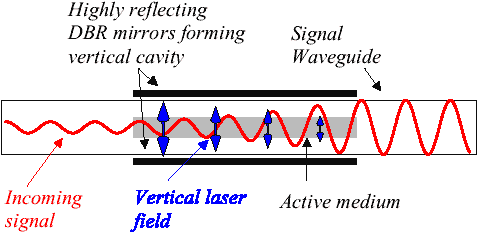 Highly reflecting
DBR mirrors forming
vertical cavity
Signal
Waveguide
Incoming
signal
Vertical laser
field
Active medium